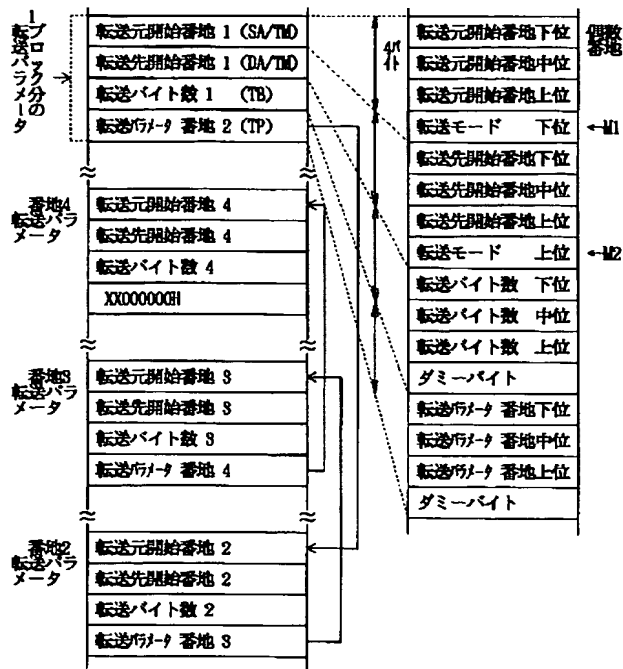 1ブロック分の転送パラメータ
転送元開始番地 1 (SA/TM)
転送先開始番地 1 (DA/TM)
転送バイト数 1 (TB)
転送パラメータ 番地 2 (TP)
番地4
転送パラメータ
転送元開始番地 4
転送先開始番地 4
転送バイト数 4
XX000000H
番地3
転送パラメータ
転送元開始番地 3
転送先開始番地 3
転送バイト数 3
転送パラメータ 番地 4
番地2
転送パラメータ
転送元開始番地 2
転送先開始番地 2
転送バイト数 2
転送パラメータ 番地 3
4バイト
転送元開始番地下位
偶数番地
転送元開始番地中位
転送元開始番地上位
転送モード 下位
←M1
転送先開始番地下位
転送先開始番地中位
転送先開始番地上位
転送モード 上位
←M2
転送バイト数 下位
転送バイト数 中位
転送バイト数 上位
ダミーバイト
転送パラメータ 番地下位
転送パラメータ 番地中位
転送パラメータ 番地上位
ダミーバイト